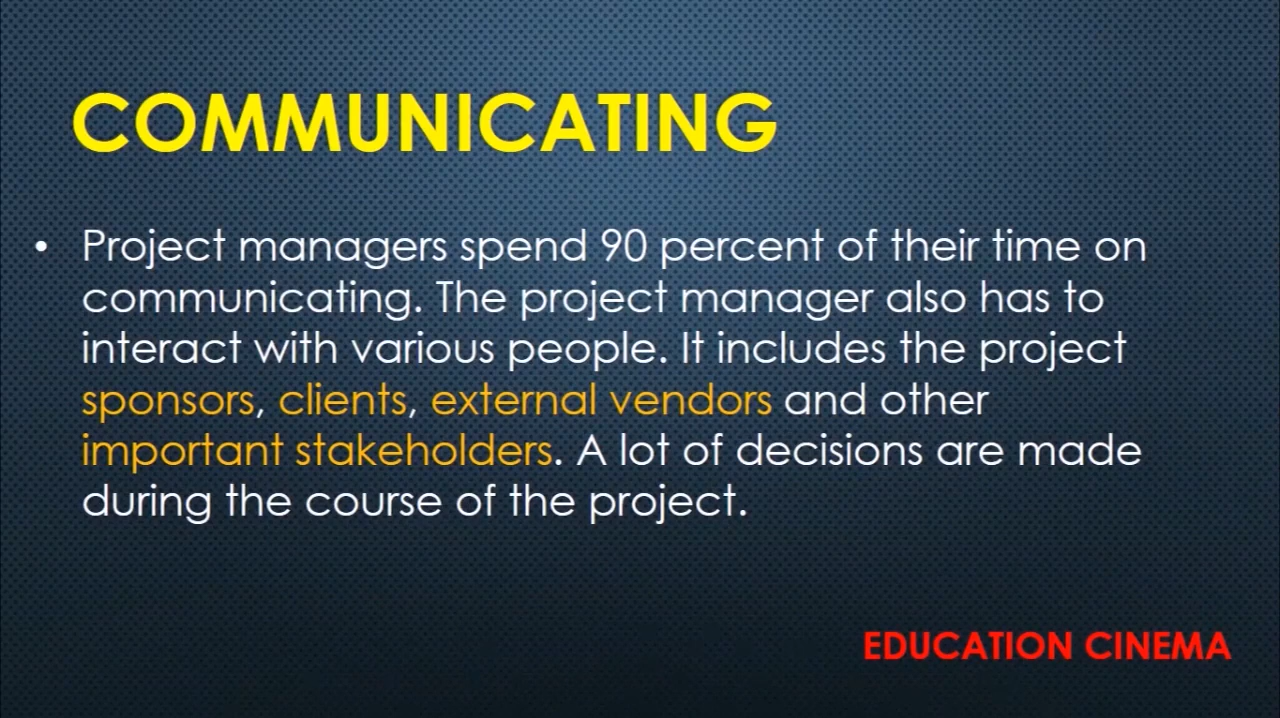 COMMUNICATING
• Project managers spend 90 percent of their time on
communicating. The project manager also has to
interact with various people. It includes the project
sponsors, clients, external vendors and other
important stakeholders. A lot of decisions are made
during the course of the project.
EDUCATION CINEMA